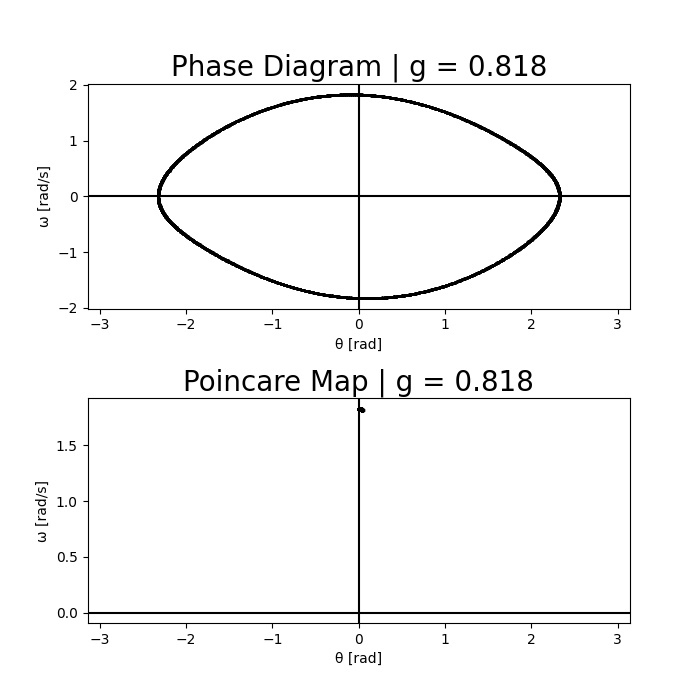 Phase Diagram | g = 0.818
2
1
0
−1
−2
ω [rad/s]
−3 −2 −1 0 1 2 3
θ [rad]
Poincare Map | g = 0.818
1.5
1.0
0.5
0.0
ω [rad/s]
−3 −2 −1 0 1 2 3
θ [rad]